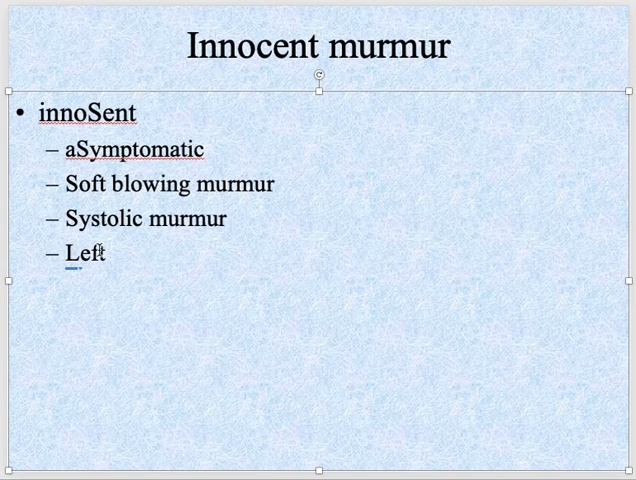 Innocent murmur
• innoSent
– aSymptomatic
– Soft blowing murmur
– Systolic murmur
– Left